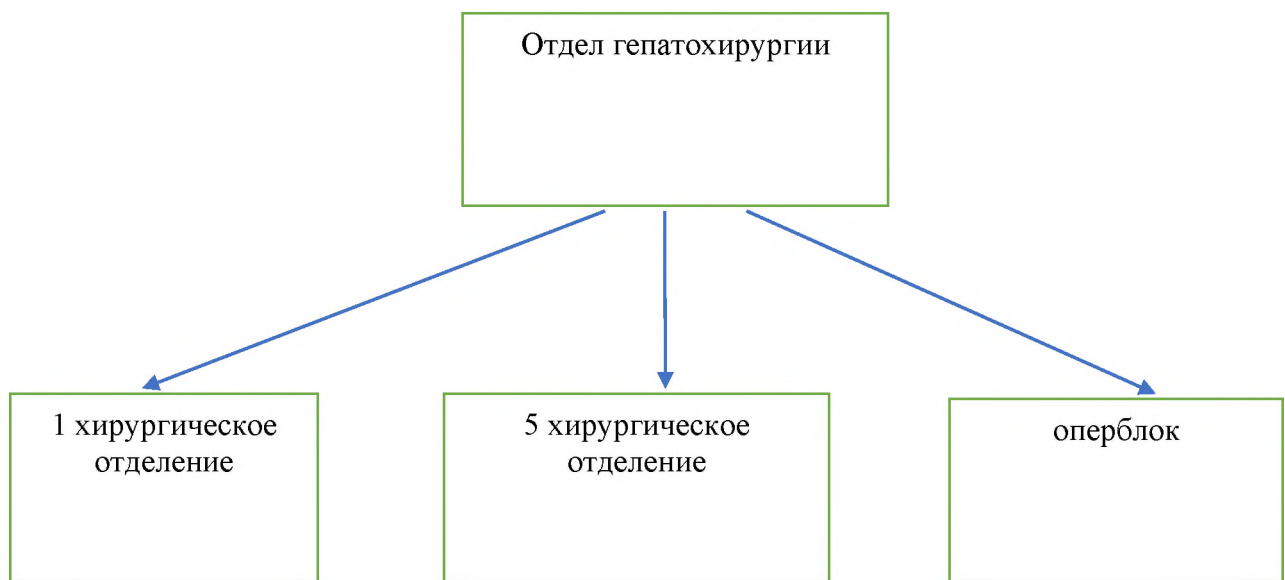 Отдел гепатохирургии
1 хирургическое
отделение
5 хирургическое
отделение
оперблок